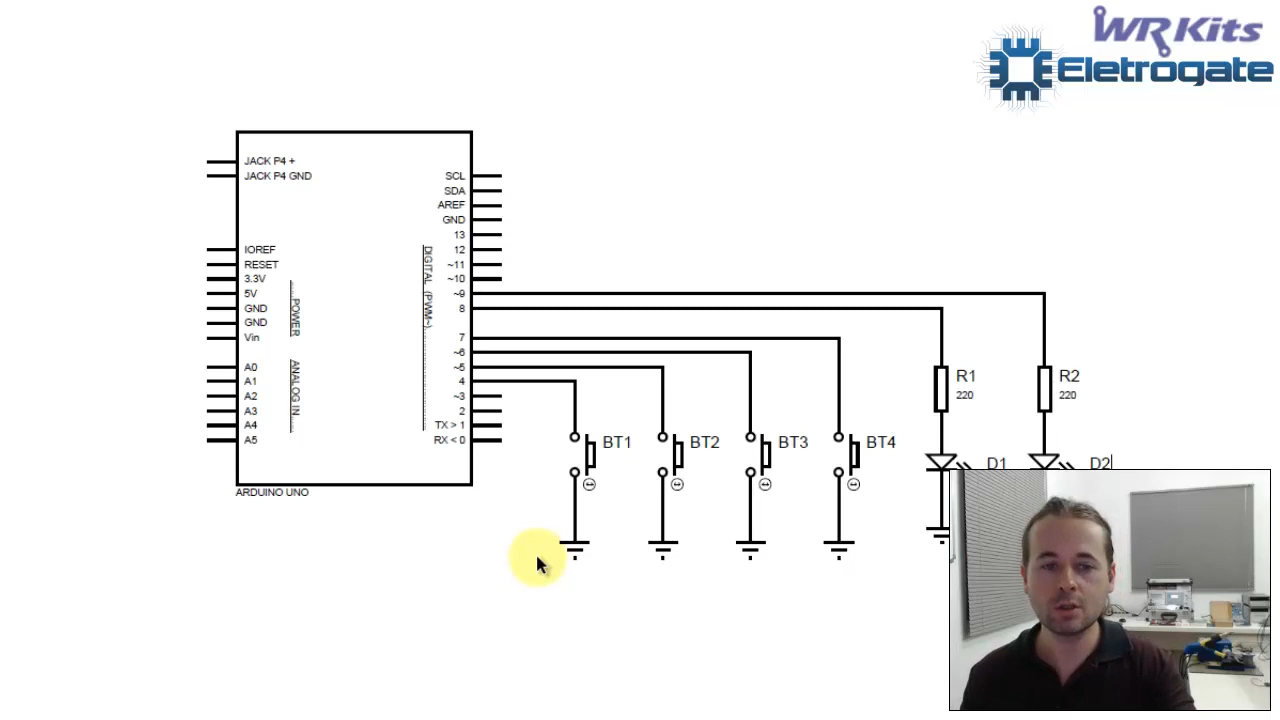 WR Kits
Eletrogate
JACK P4 +
JACK P4 GND
SCL
SDA
AREF
GND
13
IOREF
12
RESET
~11
3.3V
~10
5V
~9
GND
8
GND
Vin
7
~6
A0
~5
A1
4
A2
~3
A3
2
A4
TX > 1
A5
RX < 0
POWER
ANALOG IN
DIGITAL (PWM~)
ARDUINO UNO
BT1
BT2
BT3
BT4
R1
220
R2
220
D1
D2